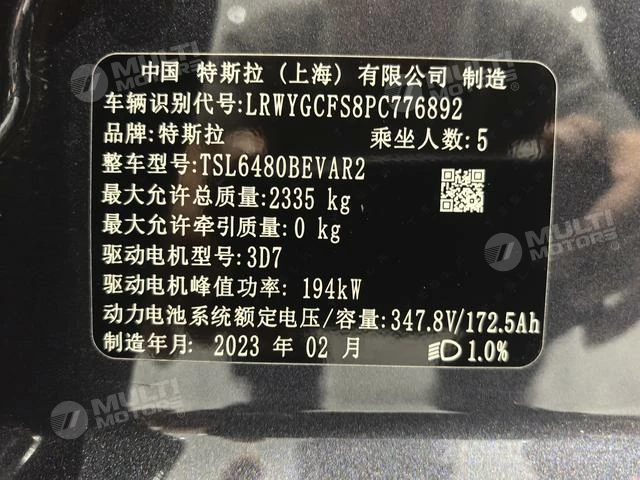 中国 特斯拉 (上海) 有限公司 制造
车辆识别代号:LRWYGCFS8PC776892
品牌:特斯拉 乘坐人数:5
整车型号:TSL6480BEVAR2
最大允许总质量:2335 kg
最大允许牵引质量:0 kg
驱动电机型号:3D7
驱动电机峰值功率: 194kW
动力电池系统额定电压/容量:347.8V/172.5Ah
制造年月: 2023 年 02 月 1.0%
MULTI MOTORS
MULTI MOTORS
MULTI MOTORS
MULTI MOTORS